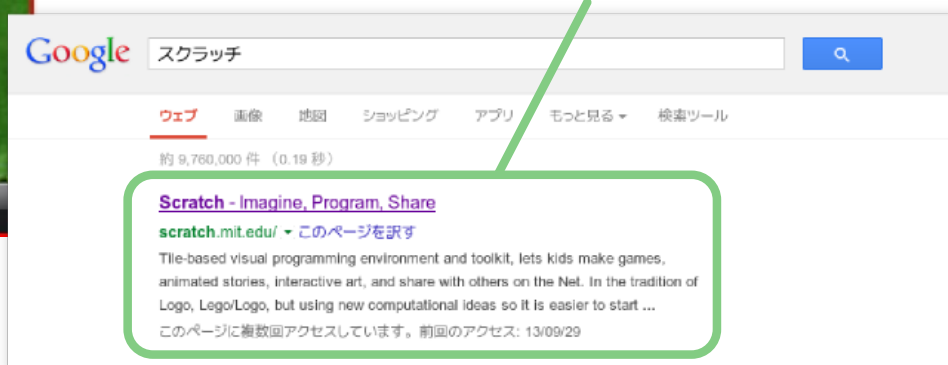 Google スクラッチ
ウェブ 画像 地図 ショッピング アプリ もっと見る 検索ツール
約 9,760,000 件 （0.19 秒）
Scratch - Imagine, Program, Share
scratch.mit.edu/ このページを訳す
Tile-based visual programming environment and toolkit, lets kids make games,
animated stories, interactive art, and share with others on the Net. In the tradition of
Logo, Lego/Logo, but using new computational ideas so it is easier to start ...
このページに複数回アクセスしています。前回のアクセス: 13/09/29